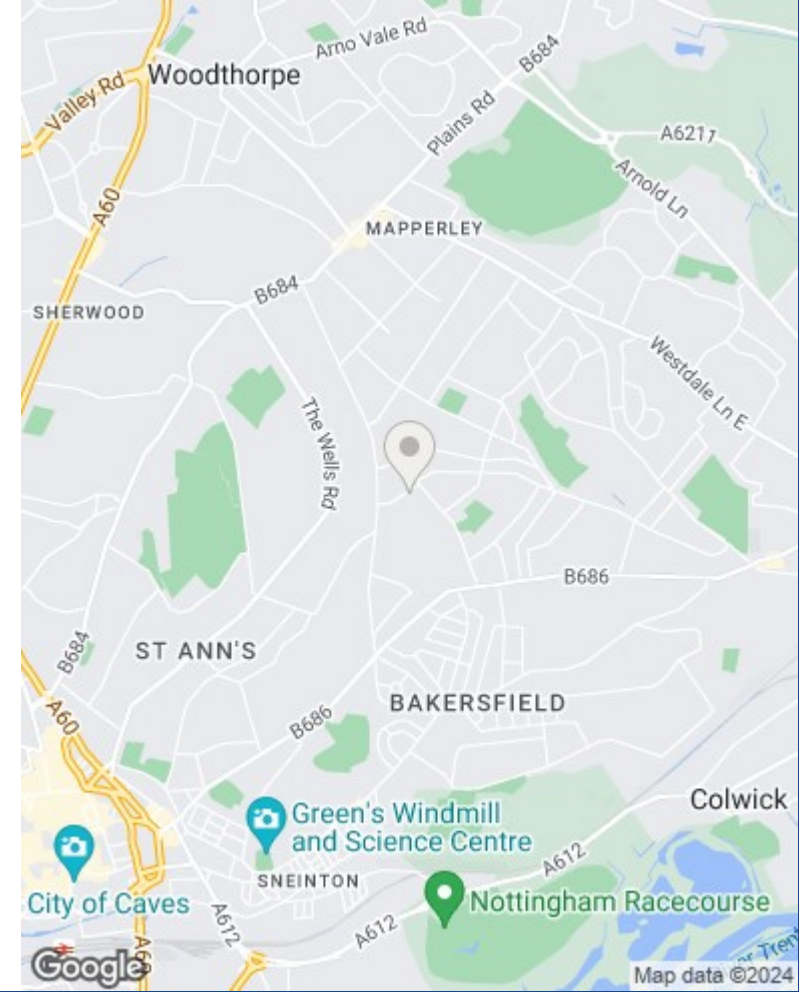 Arno Vale Rd
B684
Woodthorpe
Valley Rd
Plains Rd
A6211
Arnold Ln
A60
MAPPERLEY
B684
SHERWOOD
Westdale Ln E
The Wells Rd
B686
B684
ST ANN'S
A60
BAKERSFIELD
B686
Colwick
Green's Windmill
and Science Centre
A612
SNEINTON
City of Caves
Nottingham Racecourse
A612
A612
A60
Google
Map data ©2024